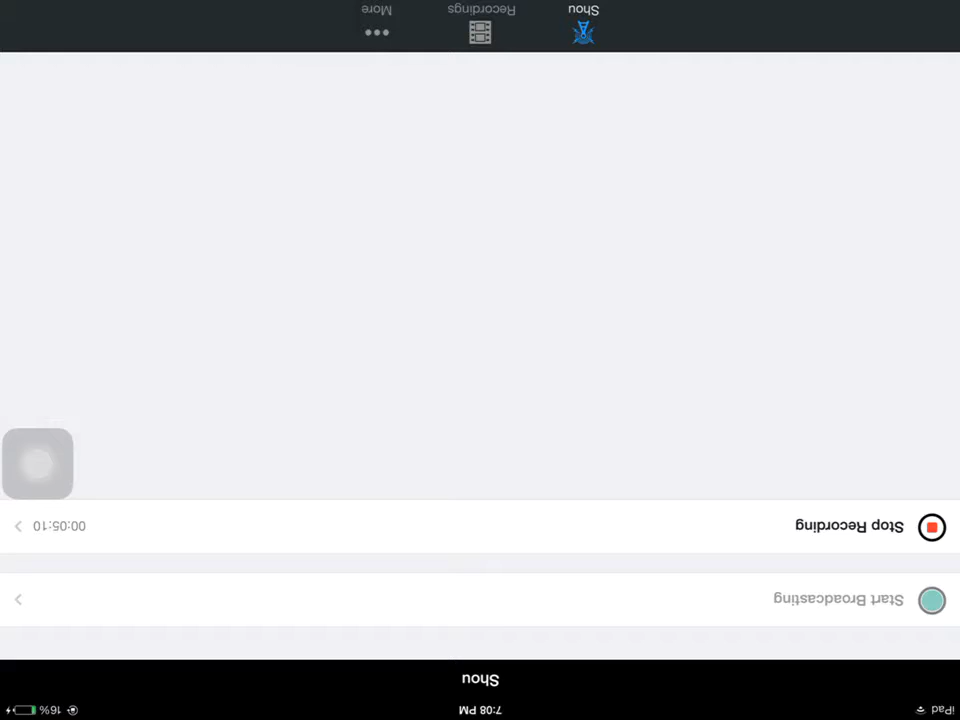 iPad 7:08 PM 16%
Shou
Start Broadcasting
Stop Recording 00:05:10
Shou Recordings More